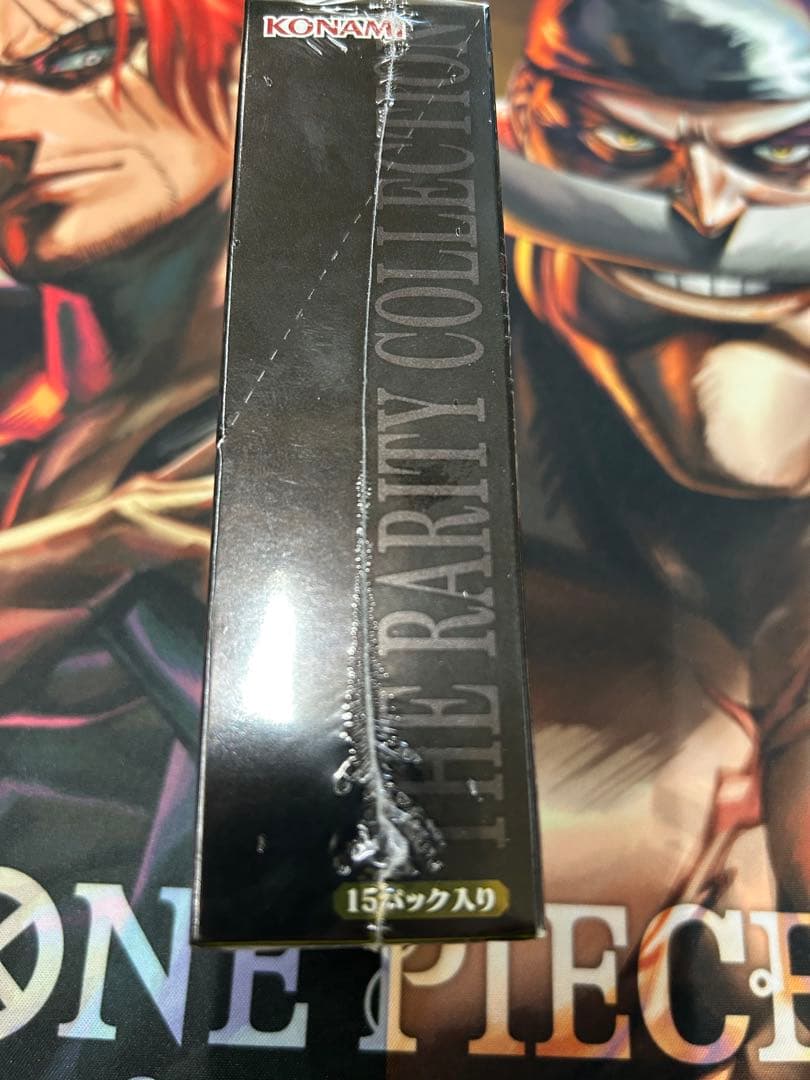 KONAMI
THE RARITY COLLECTION
15パック入り
ONE PIECE